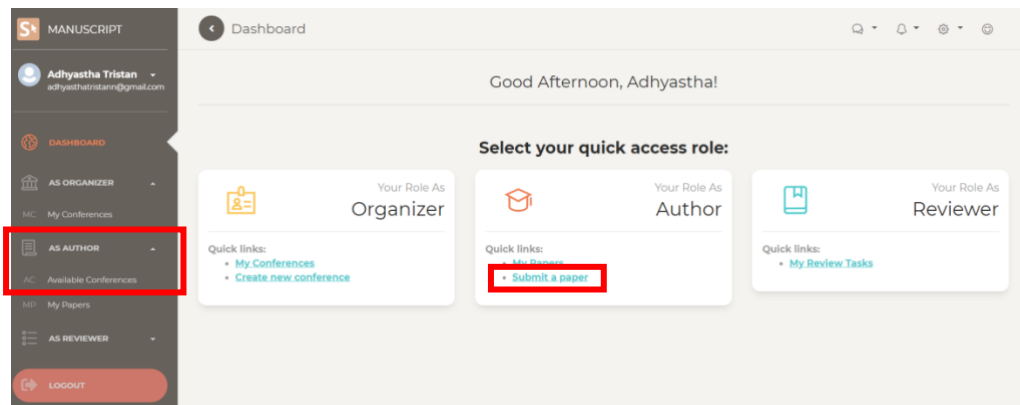 S MANUSCRIPT
Dashboard
Adhyastha Tristan
adhyasthatristann@gmail.com
Good Afternoon, Adhyastha!
DASHBOARD
Select your quick access role:
AS ORGANIZER
MC My Conferences
AS AUTHOR
AC Available Conferences
MP My Papers
AS REVIEWER
LOGOUT
Your Role As
Organizer
Quick links:
• My Conferences
• Create new conference
Your Role As
Author
Quick links:
• My Papers
• Submit a paper
Your Role As
Reviewer
Quick links:
• My Review Tasks